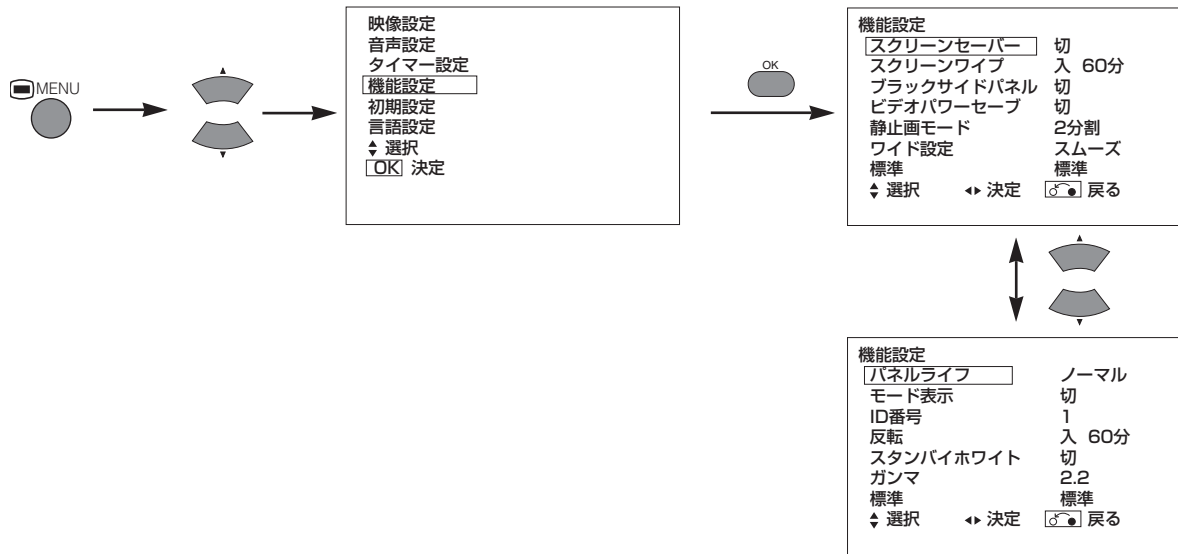 MENU
映像設定
音声設定
タイマー設定
機能設定
初期設定
言語設定
選択
OK 決定
OK
機能設定
スクリーンセーバー 切
スクリーンワイプ 入 60分
ブラックサイドパネル 切
ビデオパワーセーブ 切
静止画モード 2分割
ワイド設定 スムーズ
標準 標準
選択 決定 戻る
機能設定
パネルライフ ノーマル
モード表示 切
ID番号 1
反転 入 60分
スタンバイホワイト 切
ガンマ 2.2
標準 標準
選択 決定 戻る